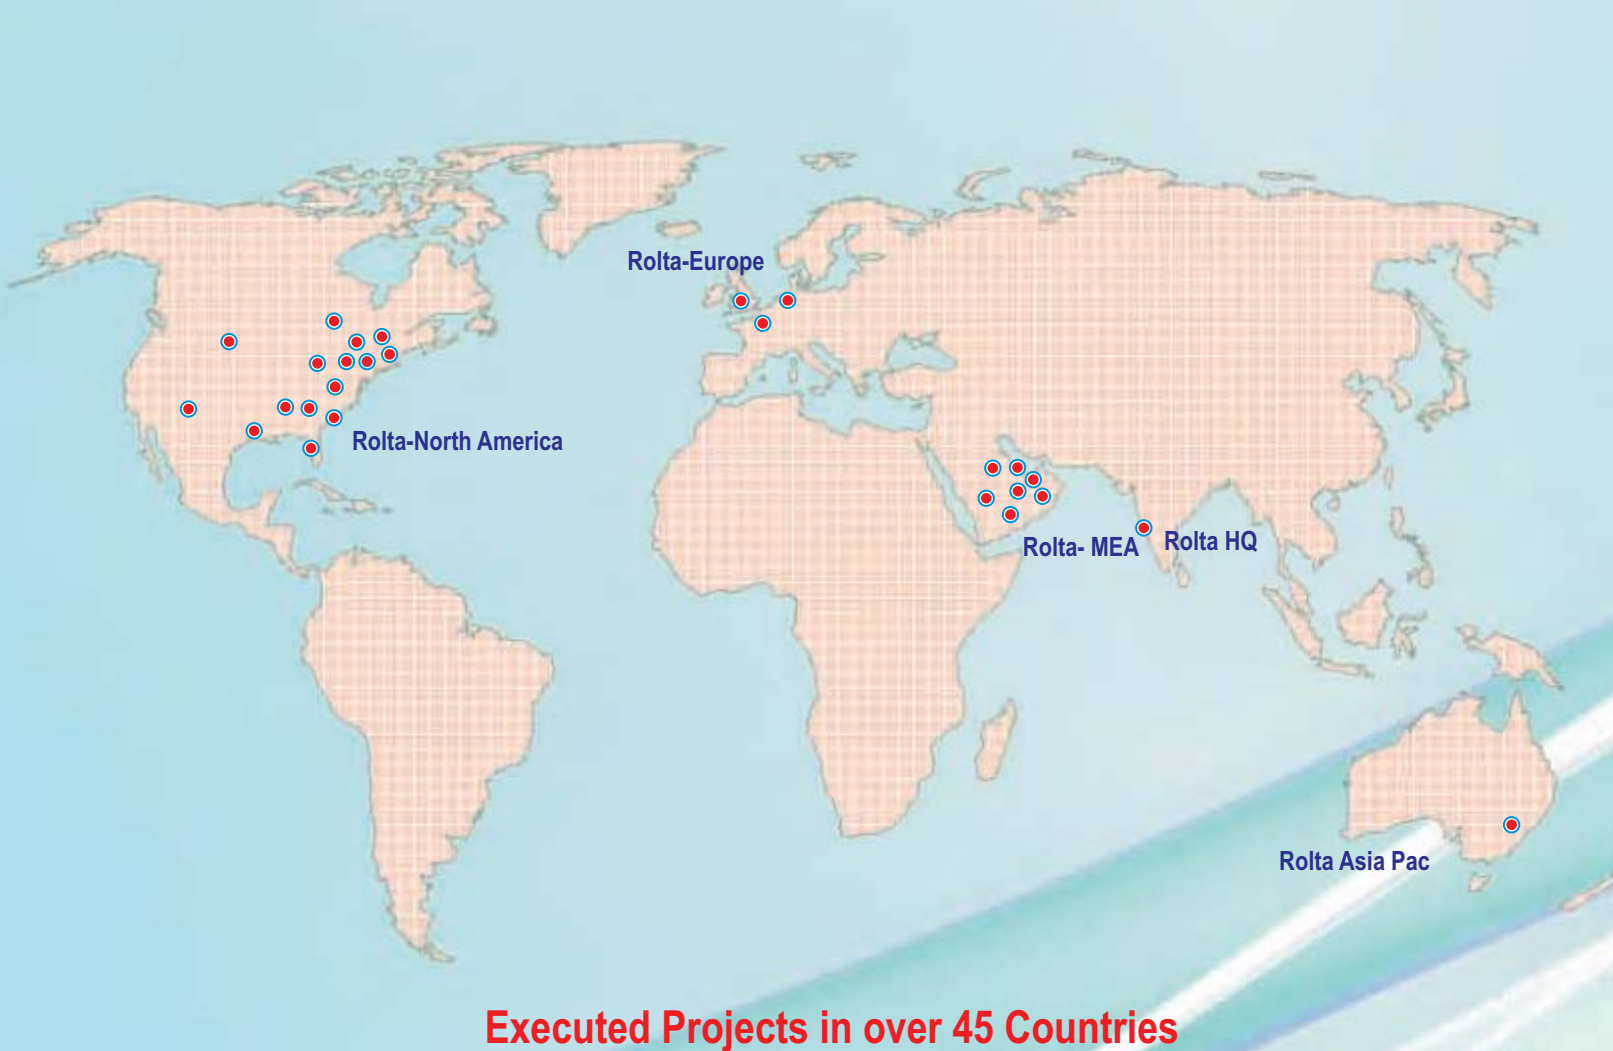 Rolta-Europe
Rolta-North America
Rolta- MEA
Rolta HQ
Rolta Asia Pac
Executed Projects in over 45 Countries